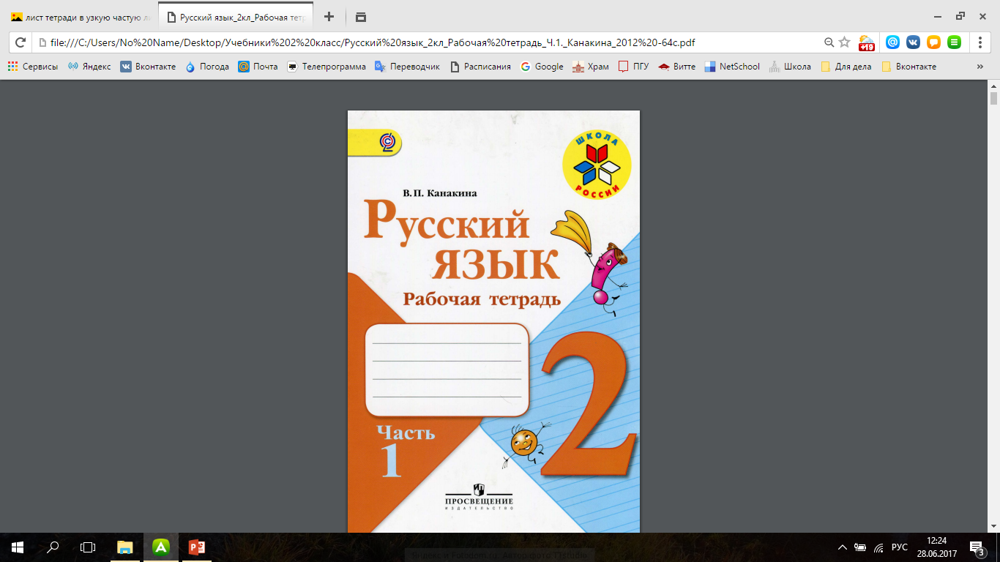 лист тетради в узкую частую ли
Русский язык_2кл_Рабочая тетр
file:///C:/Users/No%20Name/Desktop/Учебники%202%20класс/Русский%20язык_2кл_Рабочая%20тетрадь_Ч.1._Канакина_2012%20-64с.pdf
+19
Сервисы Яндекс Вконтакте Погода Почта Телепрограмма Переводчик Расписания Google Храм ПГУ Витте NetSchool Школа Для дела Вконтакте »
ШКОЛА
РОССИИ
В. П. Канакина
Русский
ЯЗЫК
Рабочая тетрадь
2
Часть
1
ПРОСВЕЩЕНИЕ
ИЗДАТЕЛЬСТВО
РУС
12:24
28.06.2017
3